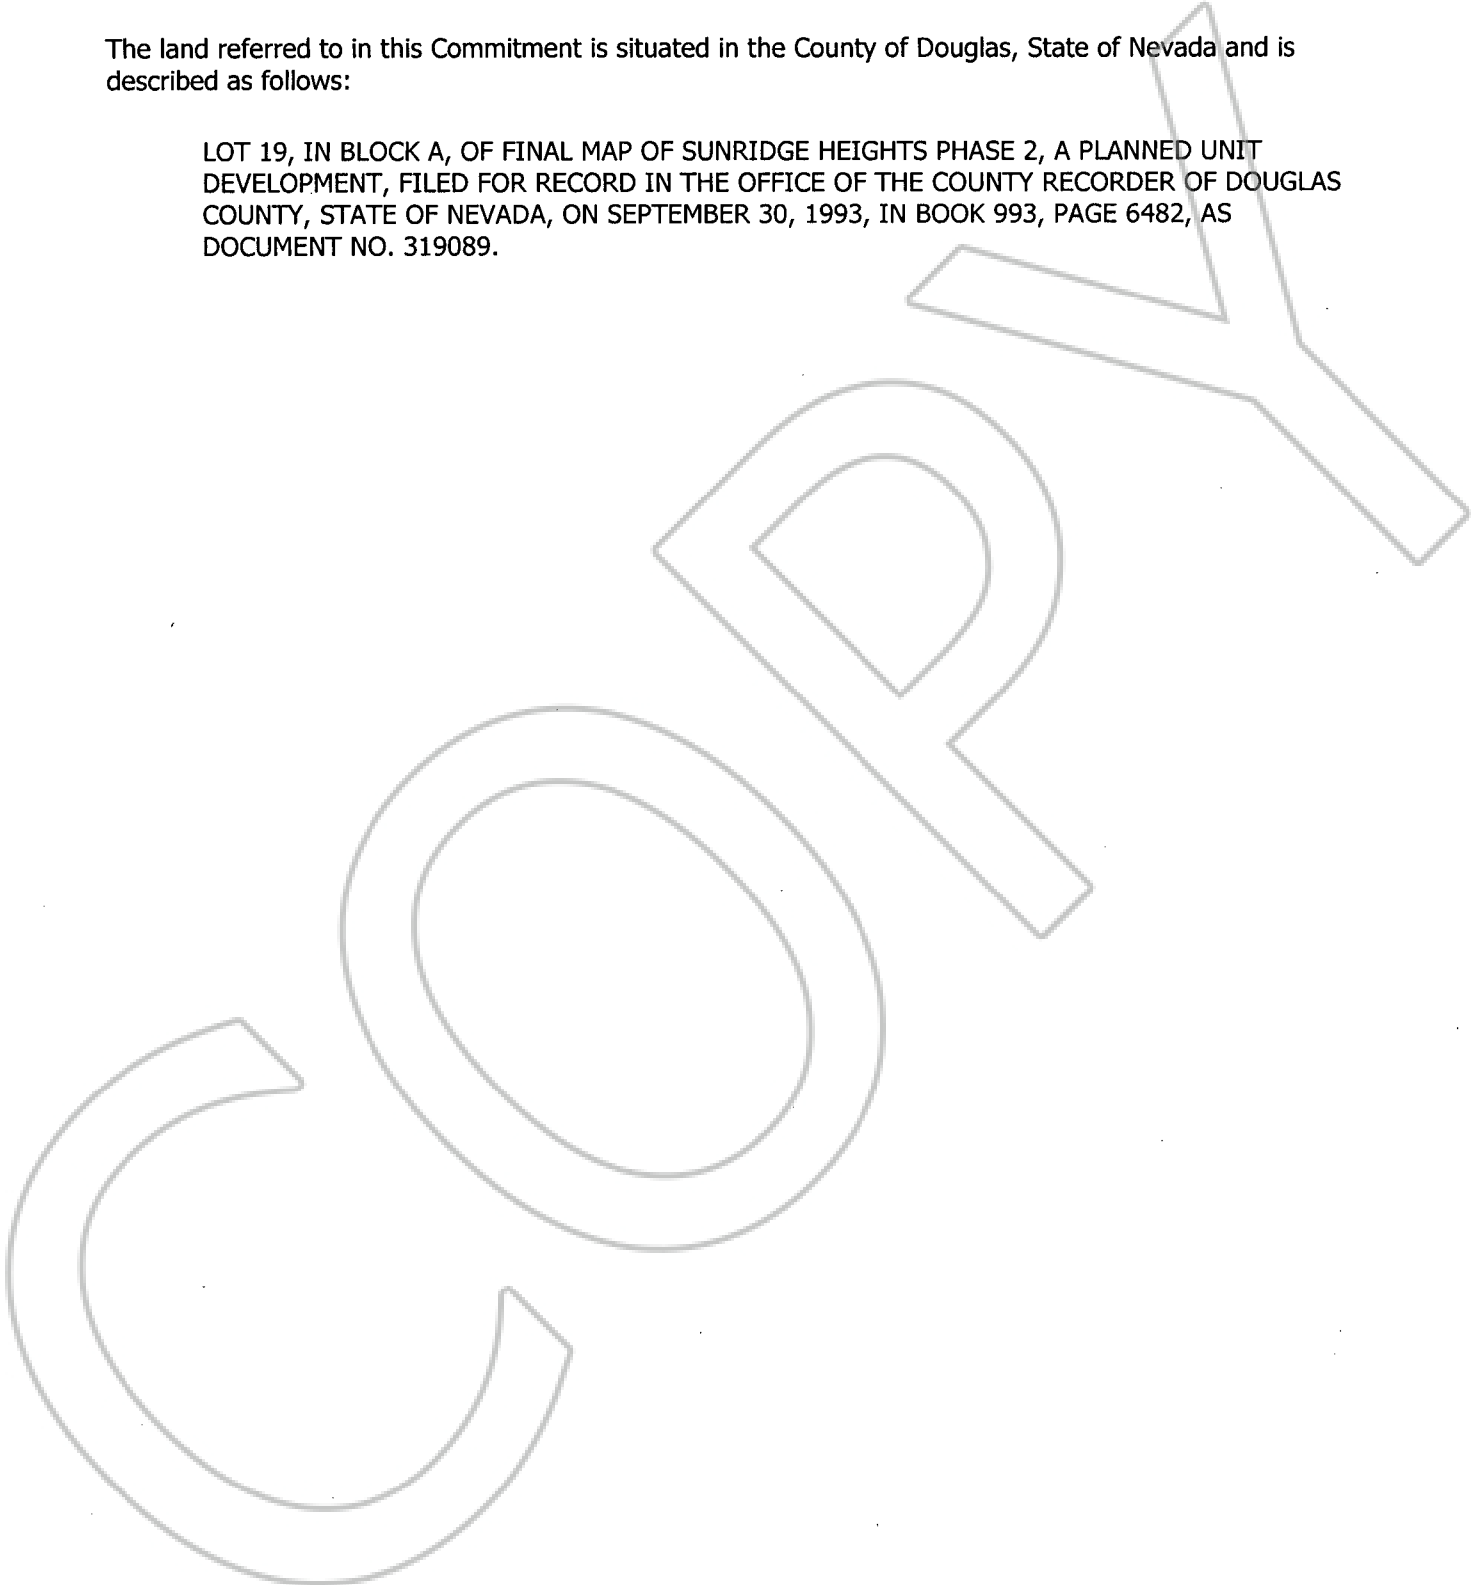 The land referred to in this Commitment is situated in the County of Douglas, State of Nevada and is
described as follows:
LOT 19, IN BLOCK A, OF FINAL MAP OF SUNRIDGE HEIGHTS PHASE 2, A PLANNED UNIT
DEVELOPMENT, FILED FOR RECORD IN THE OFFICE OF THE COUNTY RECORDER OF DOUGLAS
COUNTY, STATE OF NEVADA, ON SEPTEMBER 30, 1993, IN BOOK 993, PAGE 6482, AS
DOCUMENT NO. 319089.
COPY